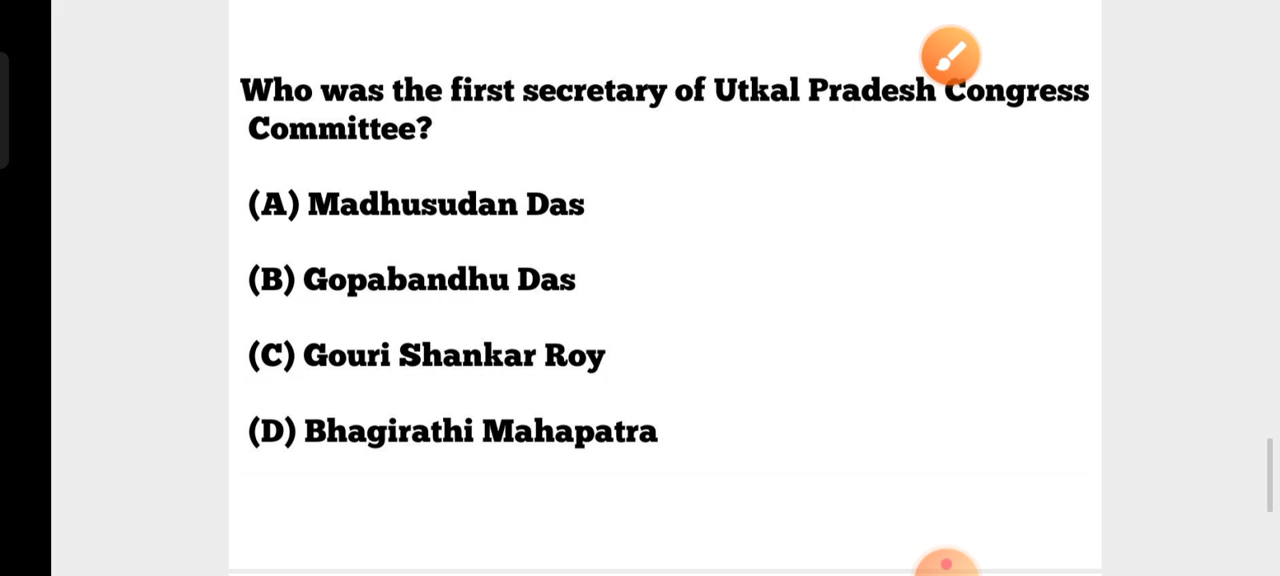 Who was the first secretary of Utkal Pradesh Congress
Committee?
(A) Madhusudan Das
(B) Gopabandhu Das
(C) Gouri Shankar Roy
(D) Bhagirathi Mahapatra